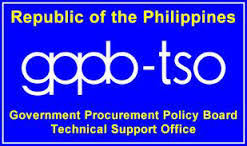 Republic of the Philippines
gppb-tso
Government Procurement Policy Board
Technical Support Office